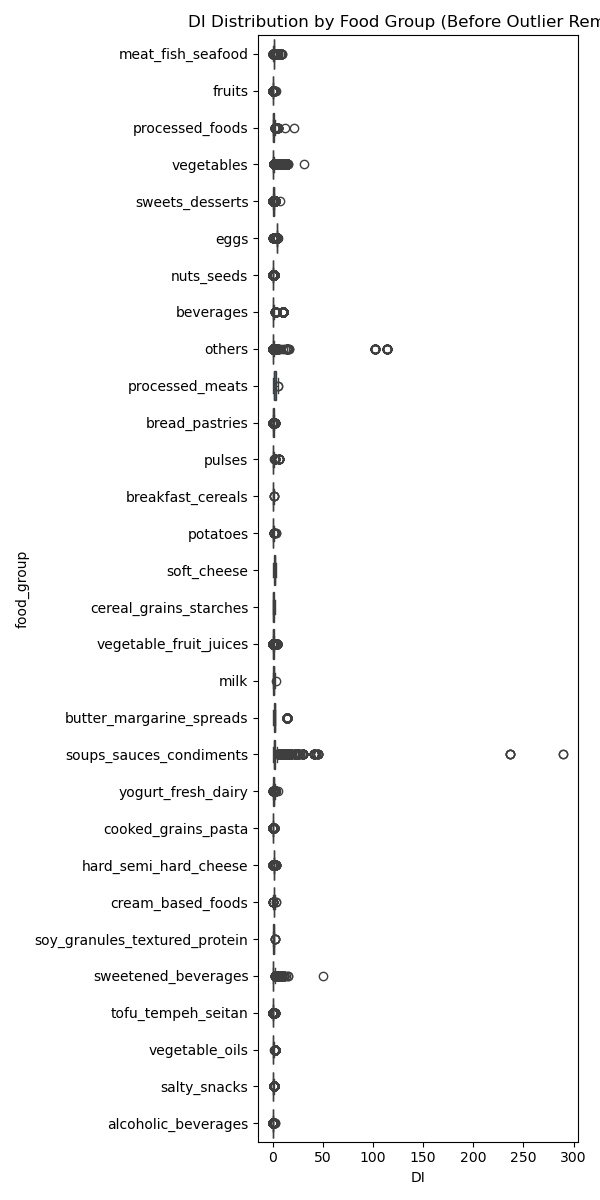 DI Distribution by Food Group (Before Outlier Rem
meat_fish_seafood
fruits
processed_foods
vegetables
sweets_desserts
eggs
nuts_seeds
beverages
others
processed_meats
bread_pastries
pulses
breakfast_cereals
potatoes
soft_cheese
cereal_grains_starches
vegetable_fruit_juices
milk
butter_margarine_spreads
soups_sauces_condiments
yogurt_fresh_dairy
cooked_grains_pasta
hard_semi_hard_cheese
cream_based_foods
soy_granules_textured_protein
sweetened_beverages
tofu_tempeh_seitan
vegetable_oils
salty_snacks
alcoholic_beverages
food_group
0 50 100 150 200 250 300
DI